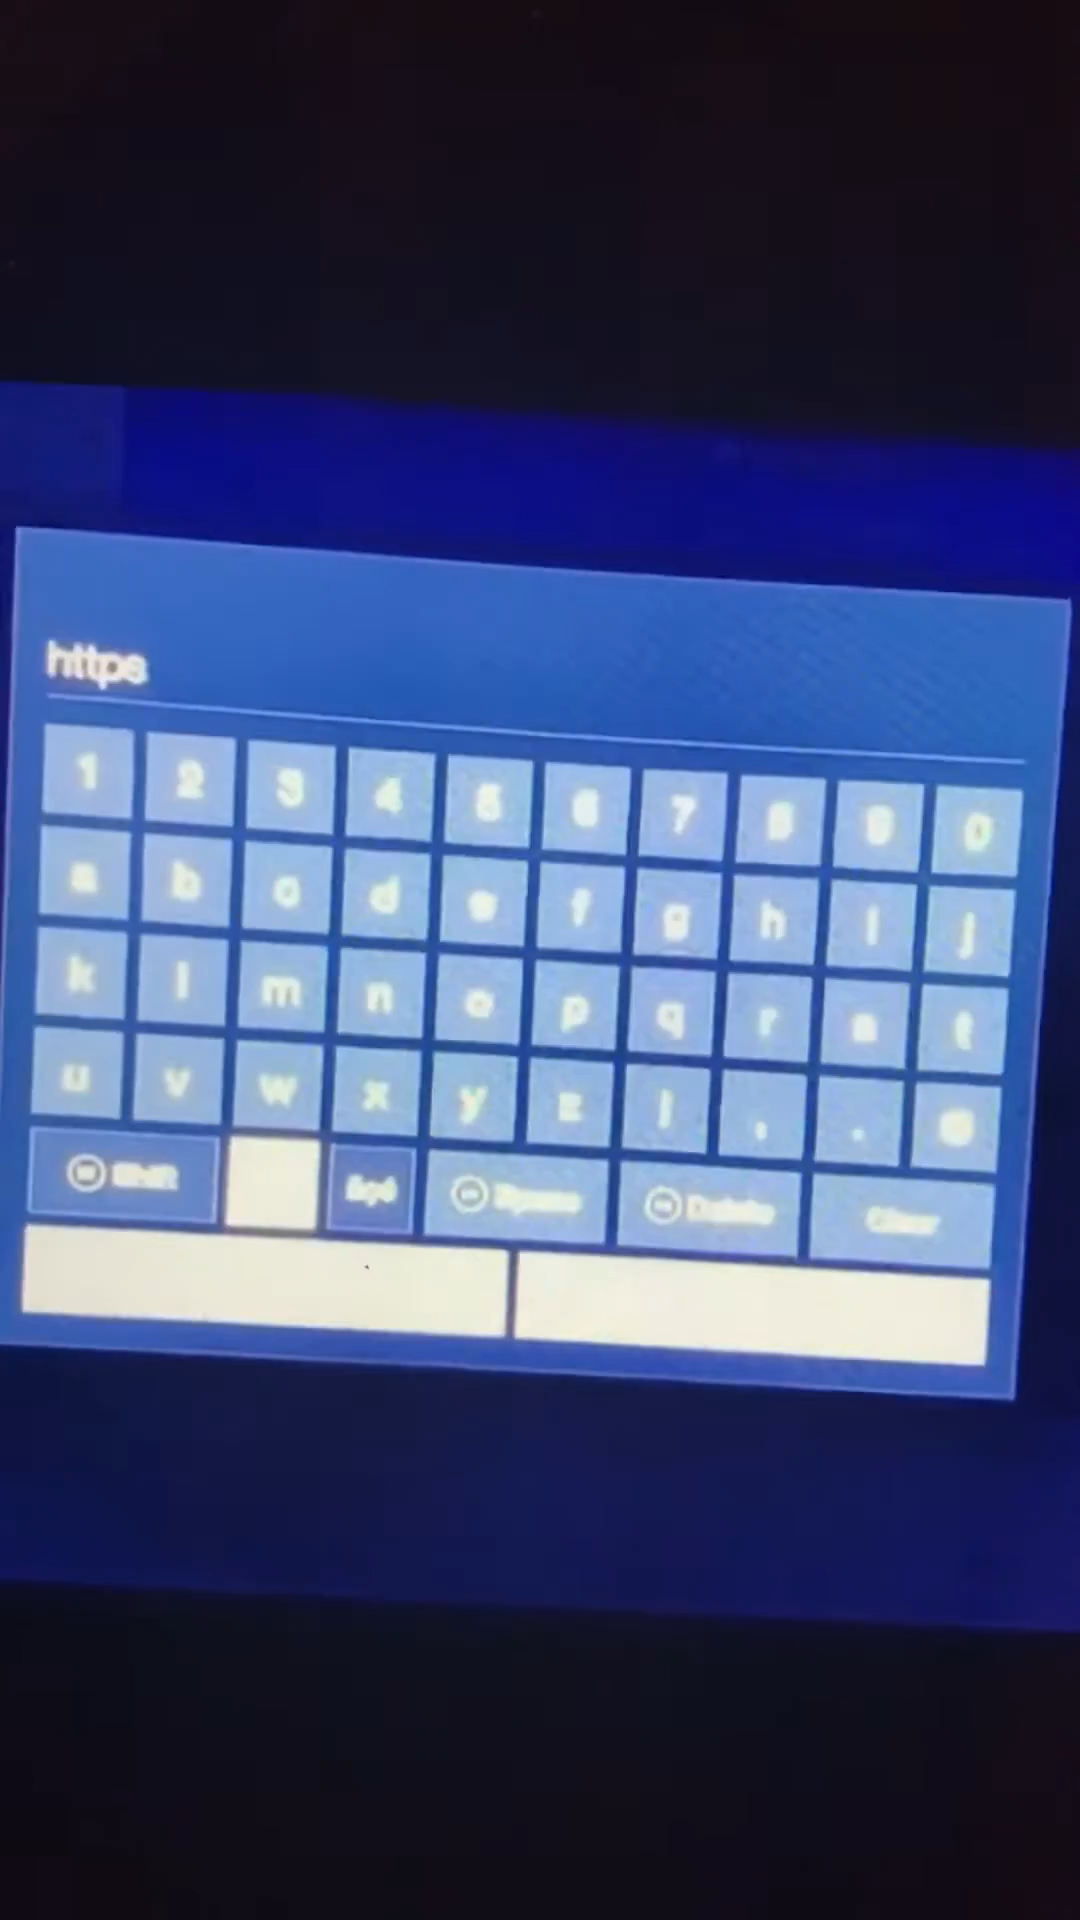 https
1 2 3 4 5 6 7 8 9 0
a b c d e f g h i j
k l m n o p q r s t
u v w x y z , . @
Shift Space Delete Clear